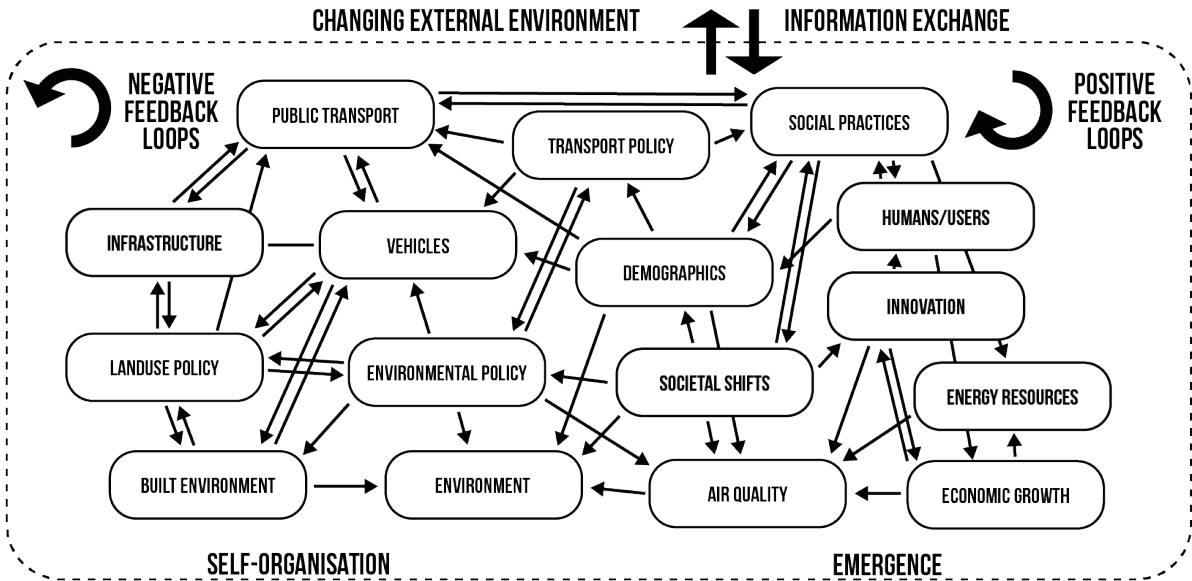 CHANGING EXTERNAL ENVIRONMENT
INFORMATION EXCHANGE
NEGATIVE
FEEDBACK
LOOPS
POSITIVE
FEEDBACK
LOOPS
PUBLIC TRANSPORT
TRANSPORT POLICY
SOCIAL PRACTICES
INFRASTRUCTURE
VEHICLES
DEMOGRAPHICS
HUMANS/USERS
INNOVATION
LANDUSE POLICY
ENVIRONMENTAL POLICY
SOCIETAL SHIFTS
ENERGY RESOURCES
BUILT ENVIRONMENT
ENVIRONMENT
AIR QUALITY
ECONOMIC GROWTH
SELF-ORGANISATION
EMERGENCE